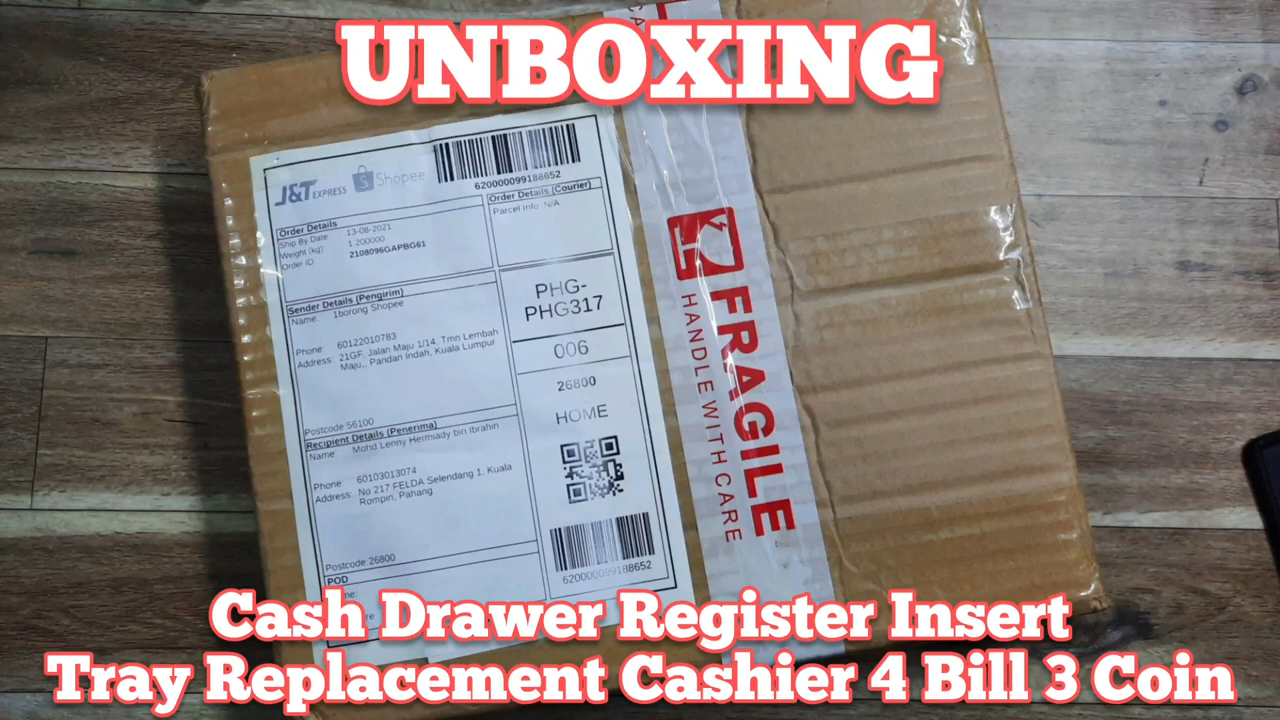 UNBOXING
J&T EXPRESS
Shopee
620000099188652
Order Details
Ship By Date 13-08-2021
Weight (kg): 1.200000
Order ID: 2108096GAPBG61
Order Details (Courier)
Parcel Info: N/A
Sender Details (Pengirim)
Name: 1borong Shopee
Phone 60122010783
Address: 21GF, Jalan Maju 1/14, Tmn Lembah
Maju,, Pandan Indah, Kuala Lumpur
Postcode:56100
PHG-
PHG317
006
26800
HOME
Recipient Details (Penerima)
Name: Mohd Lenny Hermiady bin Ibrahin
Phone: 60103013074
Address: No 217 FELDA Selendang 1, Kuala
Rompin, Pahang
Postcode:26800
POD
620000099188652
FRAGILE
HANDLE WITH CARE
Cash Drawer Register Insert
Tray Replacement Cashier 4 Bill 3 Coin